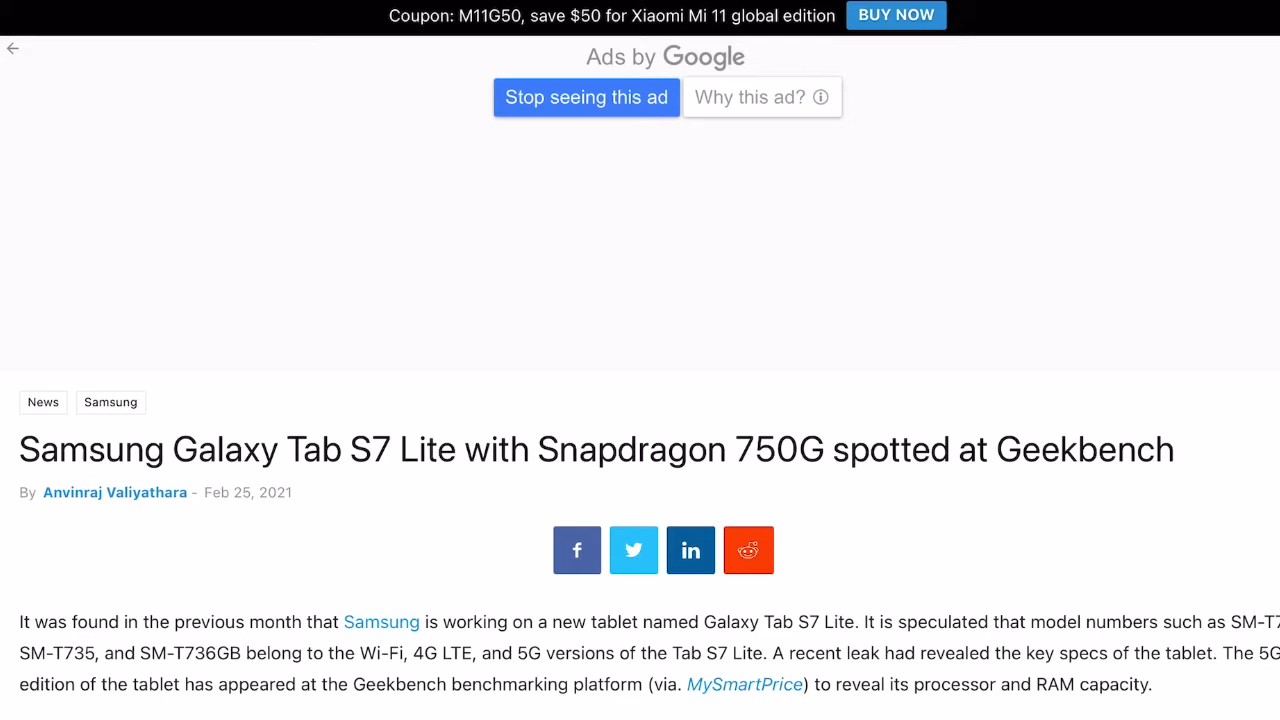 Coupon: M11G50, save $50 for Xiaomi Mi 11 global edition BUY NOW
Ads by Google
Stop seeing this ad Why this ad?
News Samsung
Samsung Galaxy Tab S7 Lite with Snapdragon 750G spotted at Geekbench
By Anvinraj Valiyathara - Feb 25, 2021
It was found in the previous month that Samsung is working on a new tablet named Galaxy Tab S7 Lite. It is speculated that model numbers such as SM-T7
SM-T735, and SM-T736GB belong to the Wi-Fi, 4G LTE, and 5G versions of the Tab S7 Lite. A recent leak had revealed the key specs of the tablet. The 5G
edition of the tablet has appeared at the Geekbench benchmarking platform (via. MySmartPrice) to reveal its processor and RAM capacity.